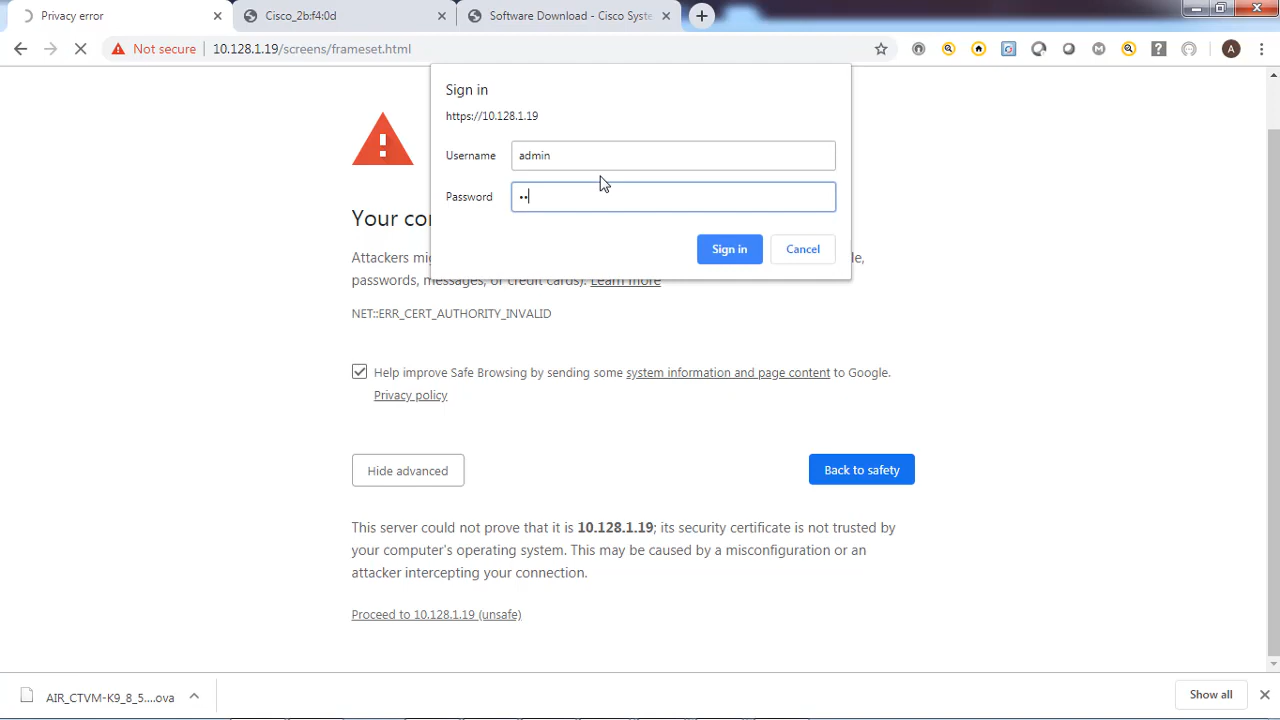 Privacy error
Cisco_2b:f4:0d
Software Download - Cisco Syste
Not secure
10.128.1.19/screens/frameset.html
A
Sign in
https://10.128.1.19
Username
admin
Password
••
Sign in
Cancel
Your co
Attackers mig
le,
passwords, messages, or credit cards). Learn more
NET::ERR_CERT_AUTHORITY_INVALID
Help improve Safe Browsing by sending some system information and page content to Google.
Privacy policy
Hide advanced
Back to safety
This server could not prove that it is 10.128.1.19; its security certificate is not trusted by
your computer's operating system. This may be caused by a misconfiguration or an
attacker intercepting your connection.
Proceed to 10.128.1.19 (unsafe)
AIR_CTVM-K9_8_5....ova
Show all